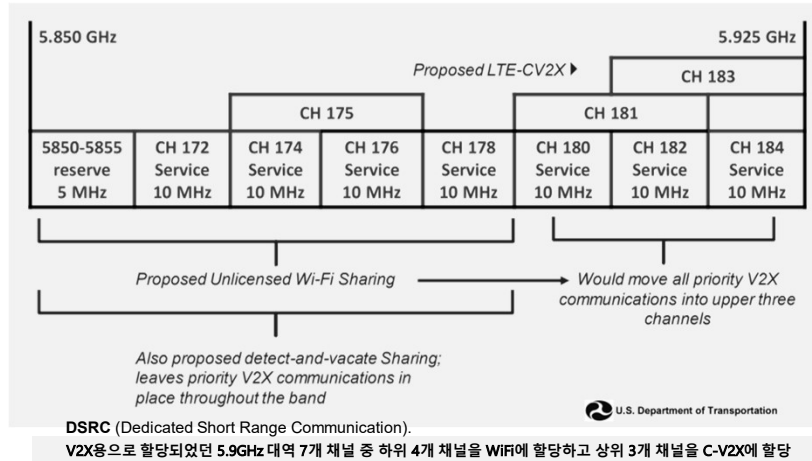 5.850 GHz
5.925 GHz
Proposed LTE-CV2X
CH 183
CH 175
CH 181
5850-5855
reserve
5 MHz
CH 172
Service
10 MHz
CH 174
Service
10 MHz
CH 176
Service
10 MHz
CH 178
Service
10 MHz
CH 180
Service
10 MHz
CH 182
Service
10 MHz
CH 184
Service
10 MHz
Proposed Unlicensed Wi-Fi Sharing
Would move all priority V2X
communications into upper three
channels
Also proposed detect-and-vacate Sharing;
leaves priority V2X communications in
place throughout the band
U.S. Department of Transportation
DSRC (Dedicated Short Range Communication).
V2X용으로 할당되었던 5.9GHz 대역 7개 채널 중 하위 4개 채널을 WiFi에 할당하고 상위 3개 채널을 C-V2X에 할당